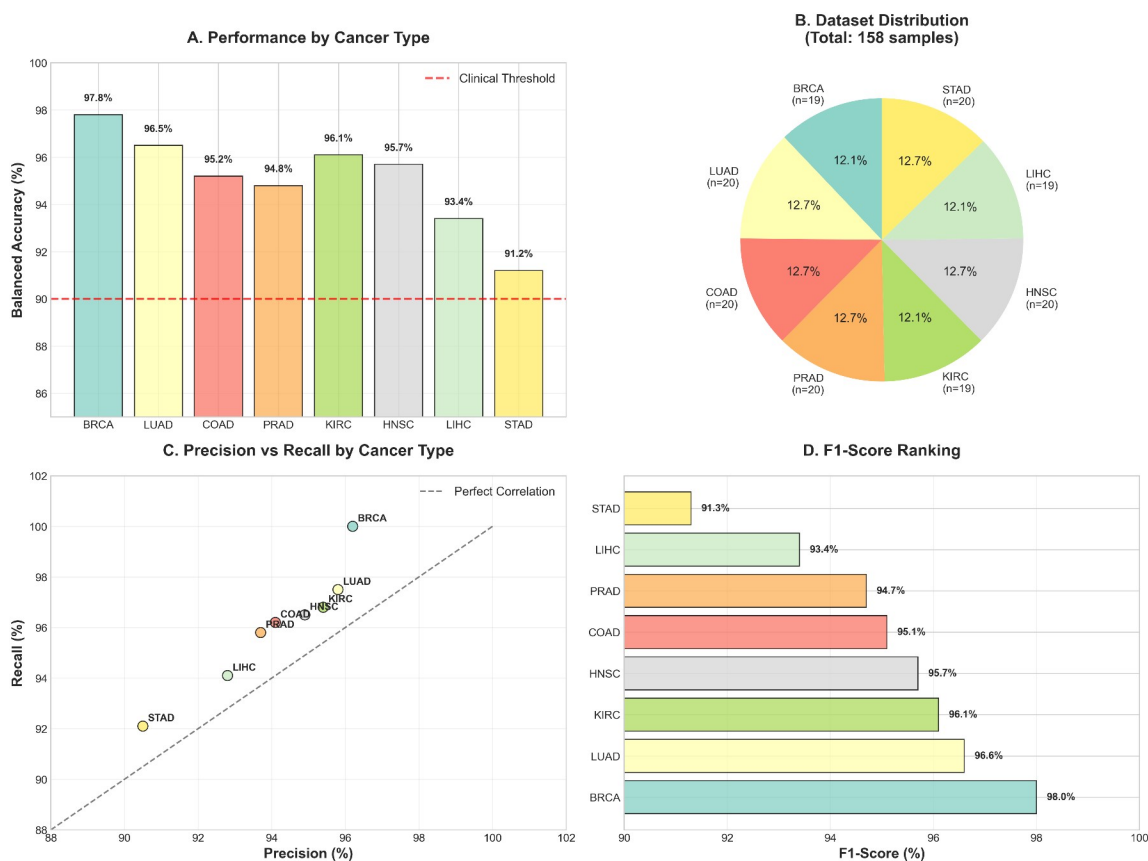 A. Performance by Cancer Type
Balanced Accuracy (%)
100
98
96
94
92
90
88
86
Clinical Threshold
97.8%
96.5%
95.2%
94.8%
96.1%
95.7%
93.4%
91.2%
BRCA
LUAD
COAD
PRAD
KIRC
HNSC
LIHC
STAD
B. Dataset Distribution
(Total: 158 samples)
BRCA
(n=19)
12.1%
STAD
(n=20)
12.7%
LUAD
(n=20)
12.7%
LIHC
(n=19)
12.1%
COAD
(n=20)
12.7%
HNSC
(n=20)
12.7%
PRAD
(n=20)
12.7%
KIRC
(n=19)
12.1%
C. Precision vs Recall by Cancer Type
Recall (%)
102
100
98
96
94
92
90
88
Perfect Correlation
BRCA
LUAD
KIRC
HNSC
COAD
PRAD
LIHC
STAD
88
90
92
94
96
98
100
102
Precision (%)
D. F1-Score Ranking
STAD
91.3%
LIHC
93.4%
PRAD
94.7%
COAD
95.1%
HNSC
95.7%
KIRC
96.1%
LUAD
96.6%
BRCA
98.0%
90
92
94
96
98
100
F1-Score (%)